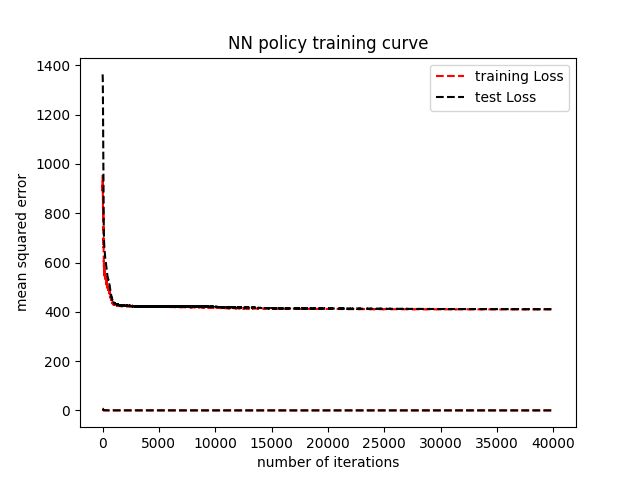 NN policy training curve
training Loss
test Loss
mean squared error
1400
1200
1000
800
600
400
200
0
0 5000 10000 15000 20000 25000 30000 35000 40000
number of iterations